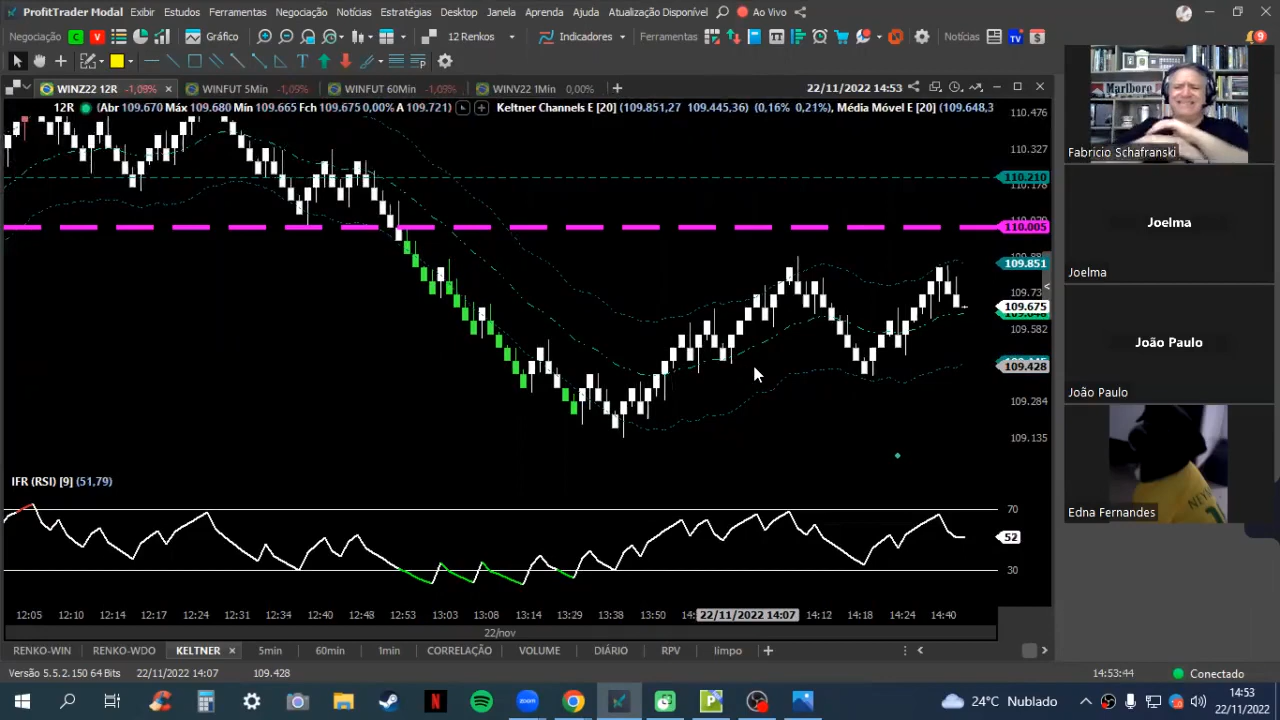 ProfitTrader Modal Exibir Estudos Ferramentas Negociação Notícias Estratégias Desktop Janela Aprenda Ajuda Atualização Disponível Ao Vivo
Negociação C V Gráfico 12 Renkos Indicadores Ferramentas Notícias TV $ 9
WINZ22 12R -1,09% × WINFUT 5Min -1,09% WINFUT 60Min -1,09% WINV22 1Min 0,00% + 22/11/2022 14:53
12R (Abr 109.670 Máx 109.680 Mín 109.665 Fch 109.675 0,00% A 109.721) Keltner Channels E [20] (109.851,27 109.445,36) (0,16% 0,21%), Média Móvel E [20] (109.648,3
110.476
110.327
110.210
110.178
110.005
109.851
109.73
109.675
109.582
109.428
109.284
109.135
IFR (RSI) [9] (51,79)
70
52
30
12:05 12:10 12:14 12:17 12:24 12:31 12:34 12:40 12:48 12:53 13:03 13:08 13:14 13:29 13:38 13:50 14: 22/11/2022 14:07 14:12 14:18 14:24 14:40
22/nov
RENKO-WIN RENKO-WDO KELTNER × 5min 60min 1min CORRELAÇÃO VOLUME DIÁRIO RPV limpo +
Versão 5.5.2.150 64 Bits 22/11/2022 14:07 109.428 14:53:44 Conectado
Marlboro
Fabricio Schafranski
Joelma
Joelma
João Paulo
João Paulo
Edna Fernandes
zoom N P 24°C Nublado 14:53
22/11/2022